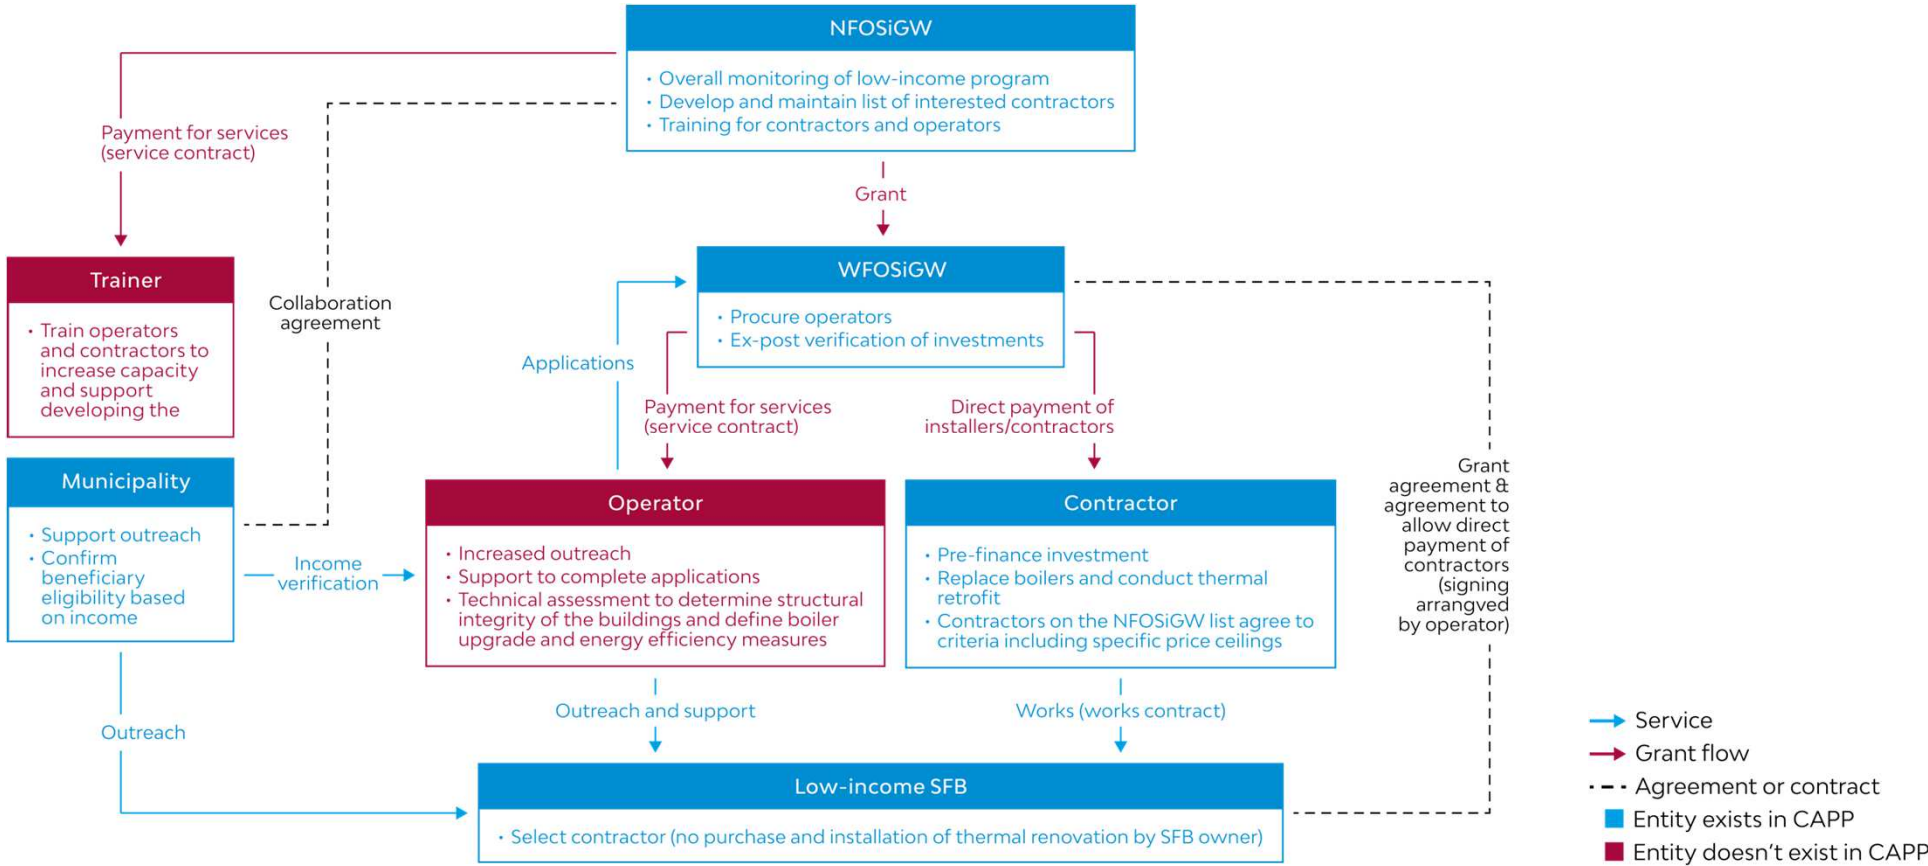 NFOSiGW
• Overall monitoring of low-income program
• Develop and maintain list of interested contractors
• Training for contractors and operators
Payment for services
(service contract)
Grant
Trainer
• Train operators
and contractors to
increase capacity
and support
developing the
Collaboration
agreement
WFOSiGW
• Procure operators
• Ex-post verification of investments
Applications
Payment for services
(service contract)
Direct payment of
installers/contractors
Grant
agreement &
agreement to
allow direct
payment of
contractors
(signing
arrangved
by operator)
Municipality
• Support outreach
• Confirm
beneficiary
eligibility based
on income
Income
verification
Operator
• Increased outreach
• Support to complete applications
• Technical assessment to determine structural
integrity of the buildings and define boiler
upgrade and energy efficiency measures
Contractor
• Pre-finance investment
• Replace boilers and conduct thermal
retrofit
• Contractors on the NFOSiGW list agree to
criteria including specific price ceilings
Outreach
Outreach and support
Works (works contract)
Low-income SFB
• Select contractor (no purchase and installation of thermal renovation by SFB owner)
Service
Grant flow
Agreement or contract
Entity exists in CAPP
Entity doesn't exist in CAPP